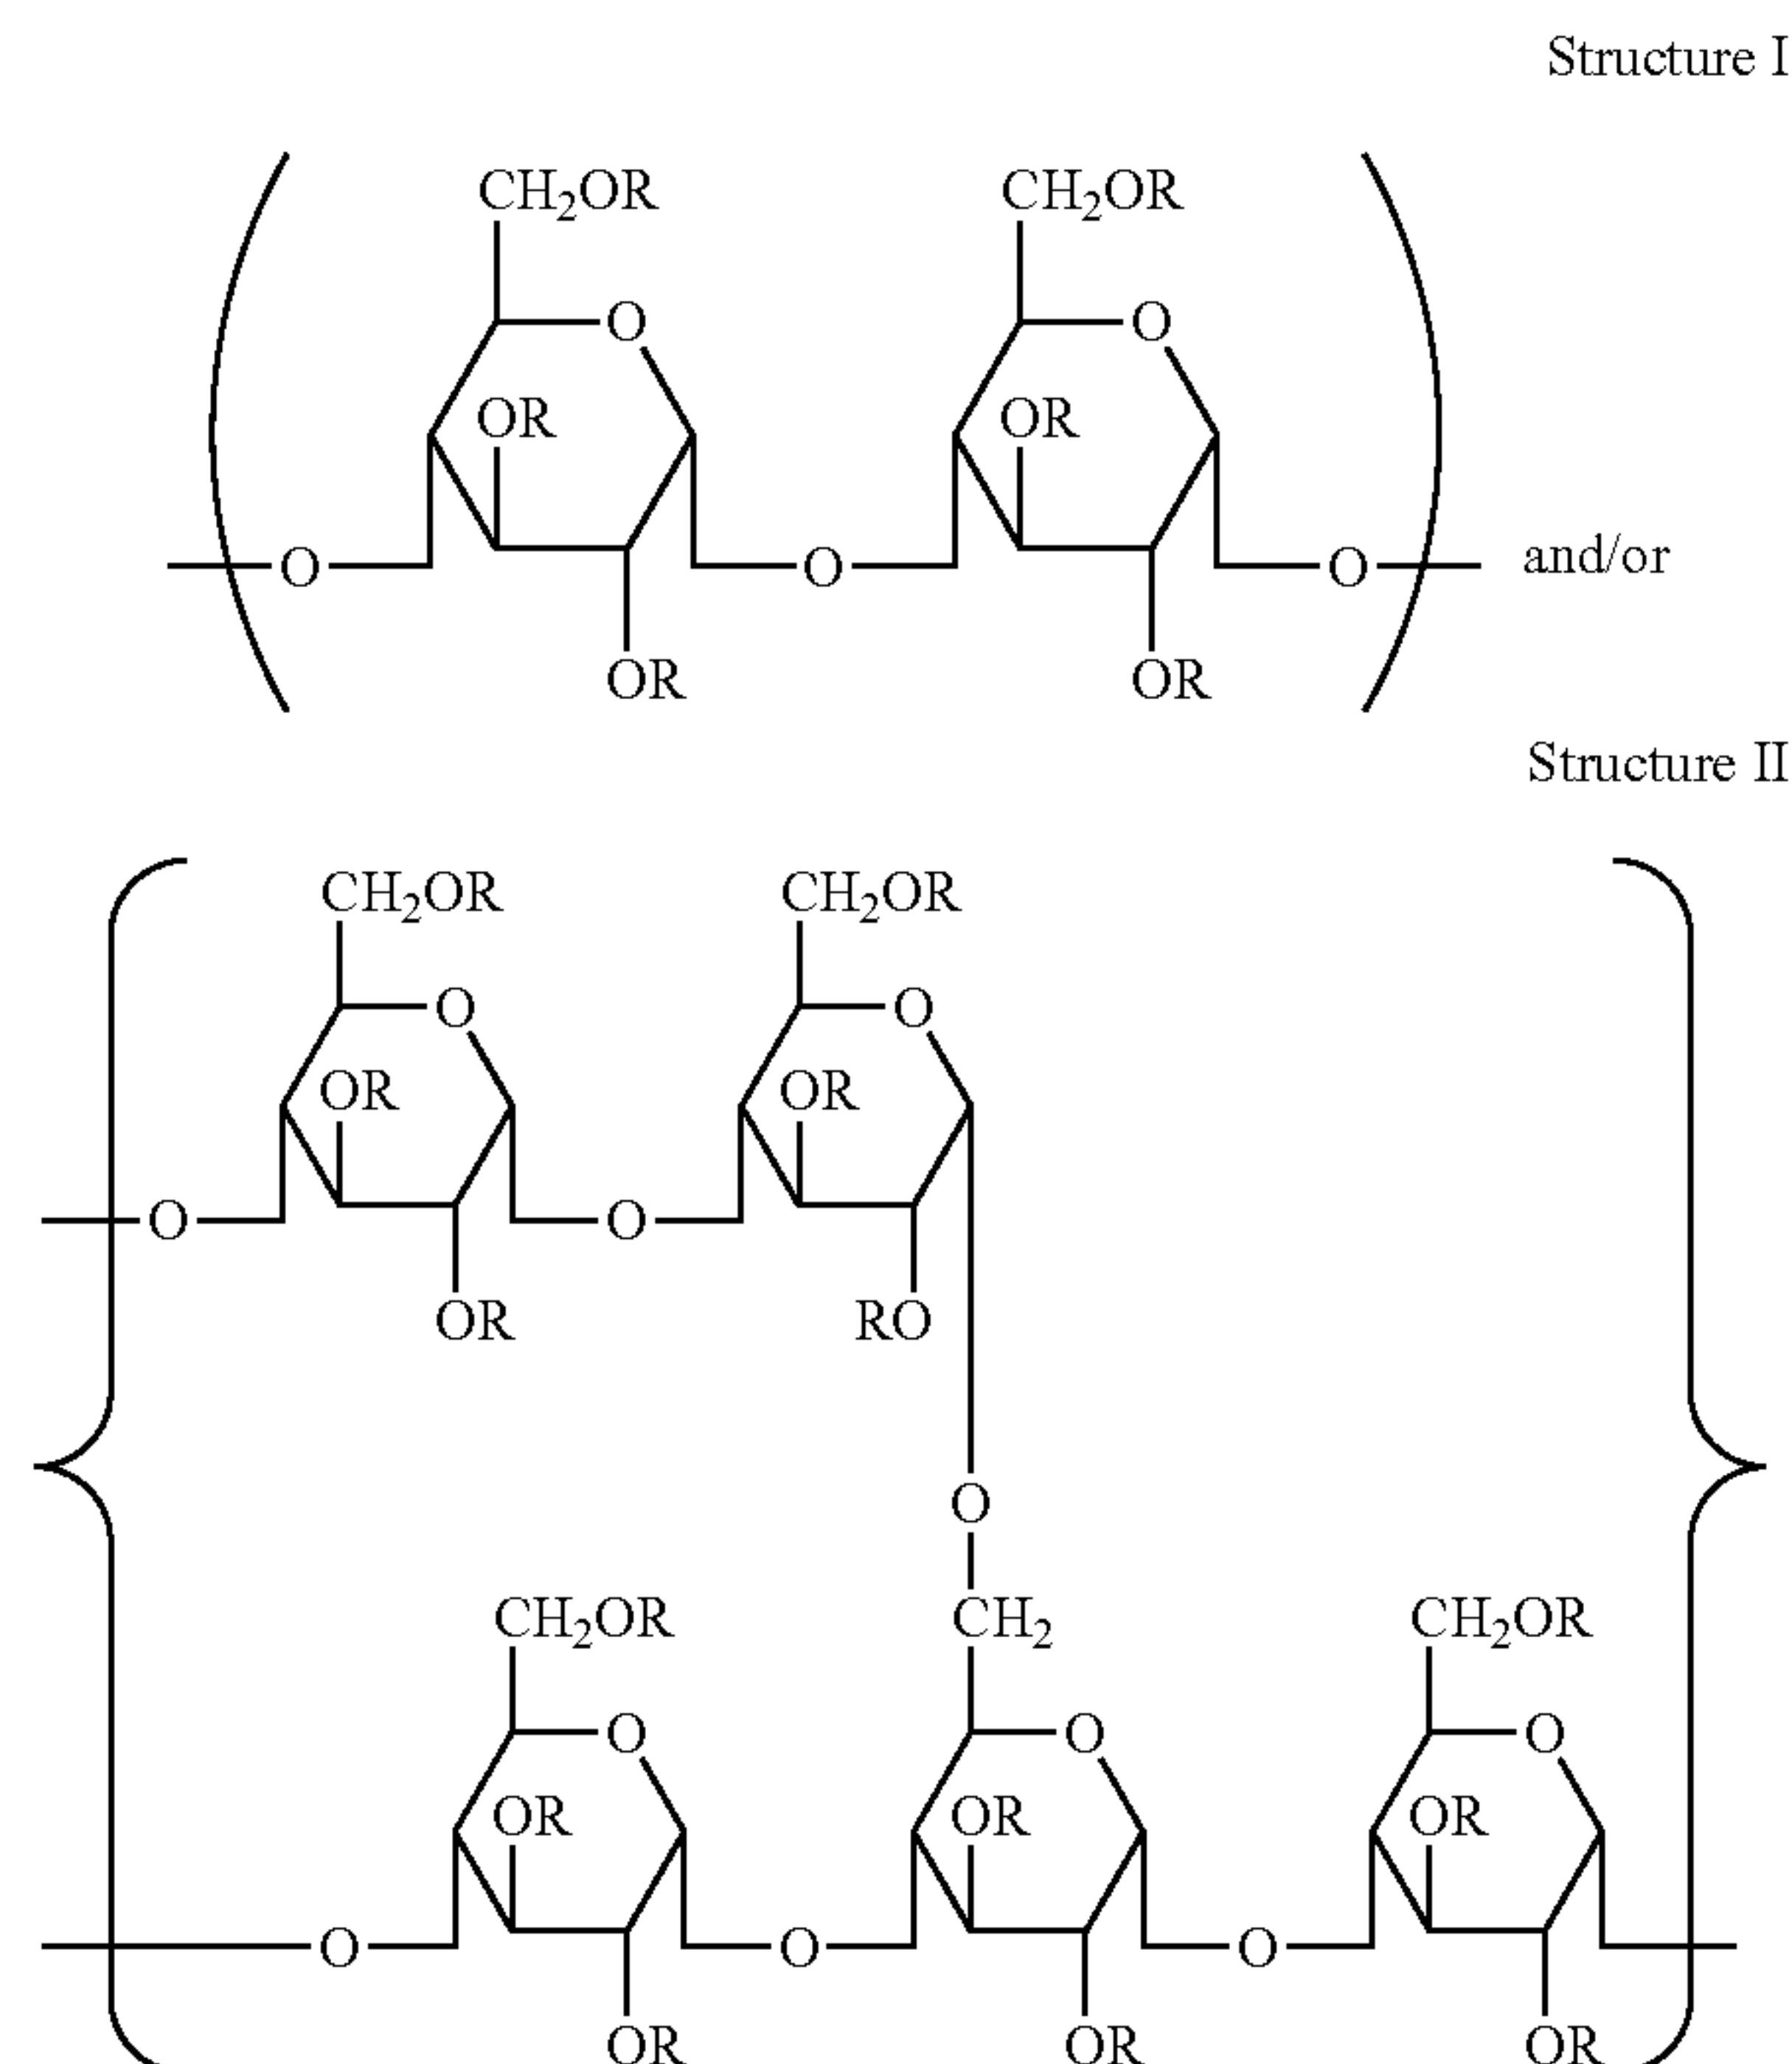 Structure I
CH₂OR CH₂OR
O O
OR OR
O O O and/or
OR OR
Structure II
CH₂OR CH₂OR
O O
OR OR
O O
OR RO
O
CH₂OR CH₂ CH₂OR
O O O
OR OR OR
O O O
OR OR OR